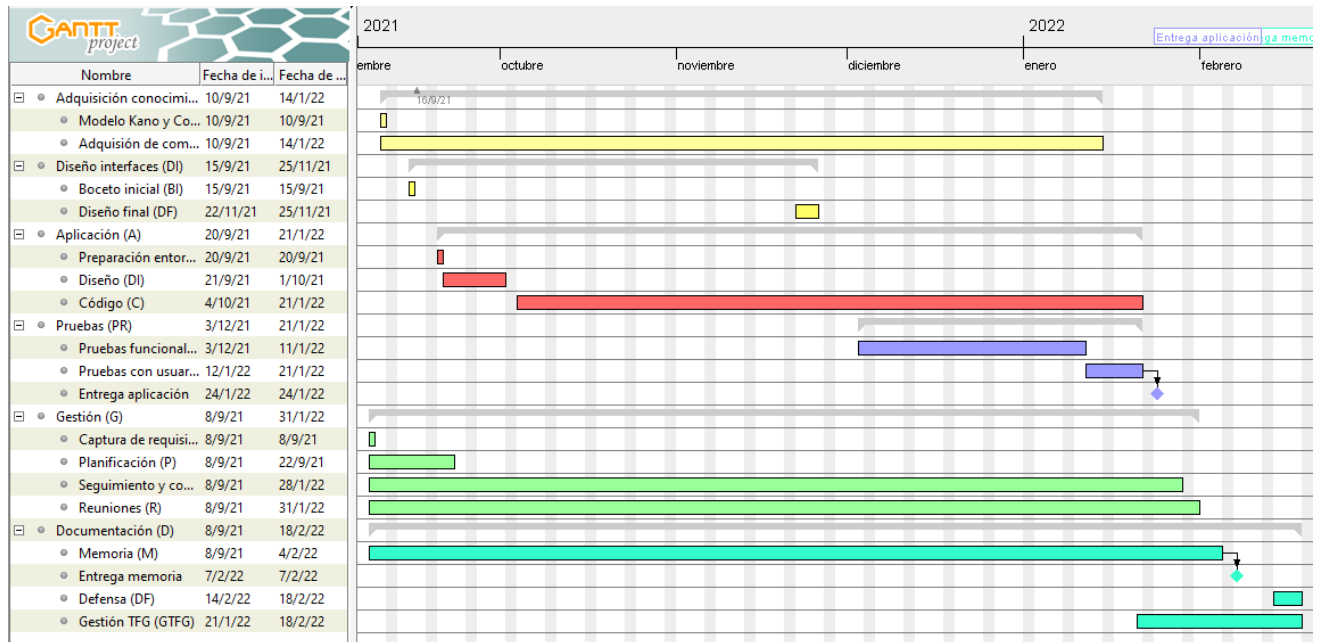 GANTT
project
2021
2022
Entrega aplicación ga memo
embre octubre noviembre diciembre enero febrero
Nombre Fecha de i... Fecha de ...
Adquisición conocimi... 10/9/21 14/1/22
16/9/21
Modelo Kano y Co... 10/9/21 10/9/21
Adquisión de com... 10/9/21 14/1/22
Diseño interfaces (DI) 15/9/21 25/11/21
Boceto inicial (BI) 15/9/21 15/9/21
Diseño final (DF) 22/11/21 25/11/21
Aplicación (A) 20/9/21 21/1/22
Preparación entor... 20/9/21 20/9/21
Diseño (DI) 21/9/21 1/10/21
Código (C) 4/10/21 21/1/22
Pruebas (PR) 3/12/21 21/1/22
Pruebas funcional... 3/12/21 11/1/22
Pruebas con usuar... 12/1/22 21/1/22
Entrega aplicación 24/1/22 24/1/22
Gestión (G) 8/9/21 31/1/22
Captura de requisi... 8/9/21 8/9/21
Planificación (P) 8/9/21 22/9/21
Seguimiento y co... 8/9/21 28/1/22
Reuniones (R) 8/9/21 31/1/22
Documentación (D) 8/9/21 18/2/22
Memoria (M) 8/9/21 4/2/22
Entrega memoria 7/2/22 7/2/22
Defensa (DF) 14/2/22 18/2/22
Gestión TFG (GTFG) 21/1/22 18/2/22